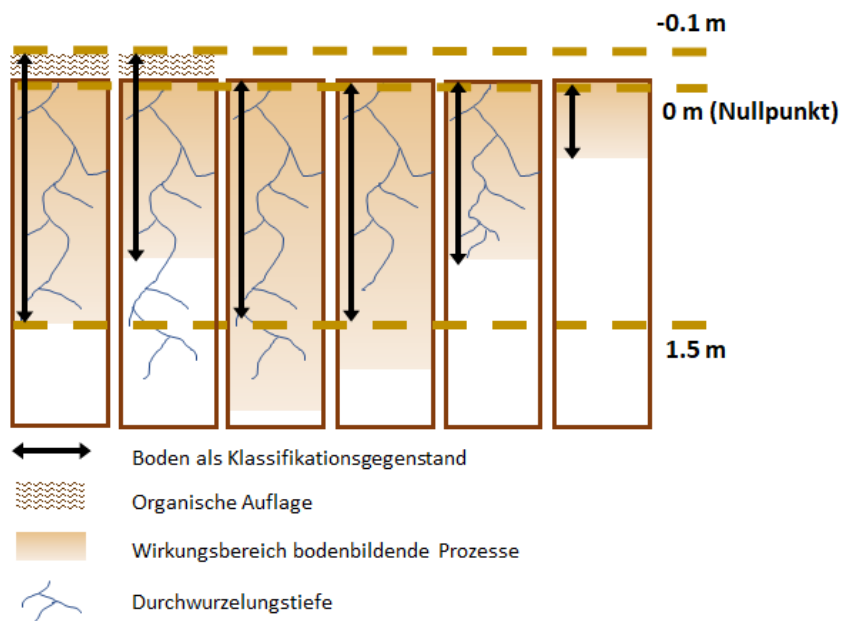 -0.1 m
0 m (Nullpunkt)
1.5 m
Boden als Klassifikationsgegenstand
Organische Auflage
Wirkungsbereich bodenbildende Prozesse
Durchwurzelungstiefe